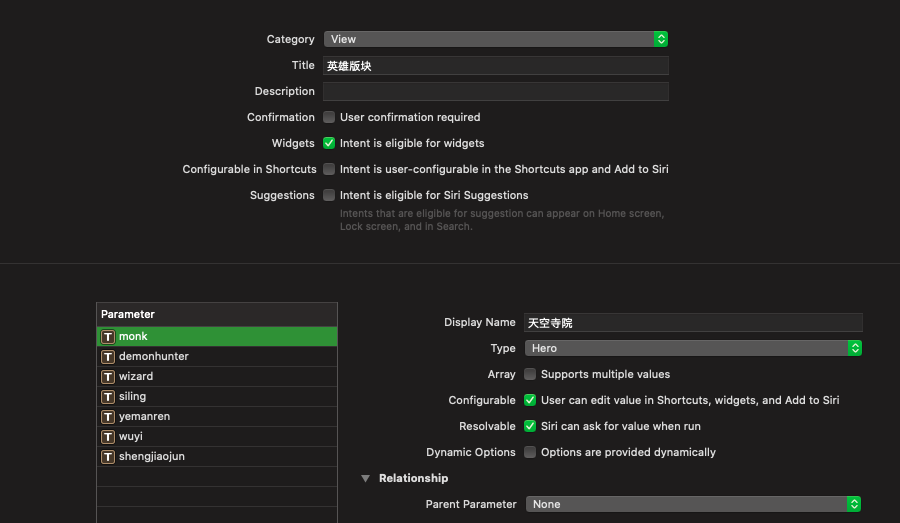 Category View
Title 英雄版块
Description
Confirmation User confirmation required
Widgets Intent is eligible for widgets
Configurable in Shortcuts Intent is user-configurable in the Shortcuts app and Add to Siri
Suggestions Intent is eligible for Siri Suggestions
Intents that are eligible for suggestion can appear on Home screen,
Lock screen, and in Search.
Parameter
T monk
T demonhunter
T wizard
T siling
T yemanren
T wuyi
T shengjiaojun
Display Name 天空寺院
Type Hero
Array Supports multiple values
Configurable User can edit value in Shortcuts, widgets, and Add to Siri
Resolvable Siri can ask for value when run
Dynamic Options Options are provided dynamically
Relationship
Parent Parameter None